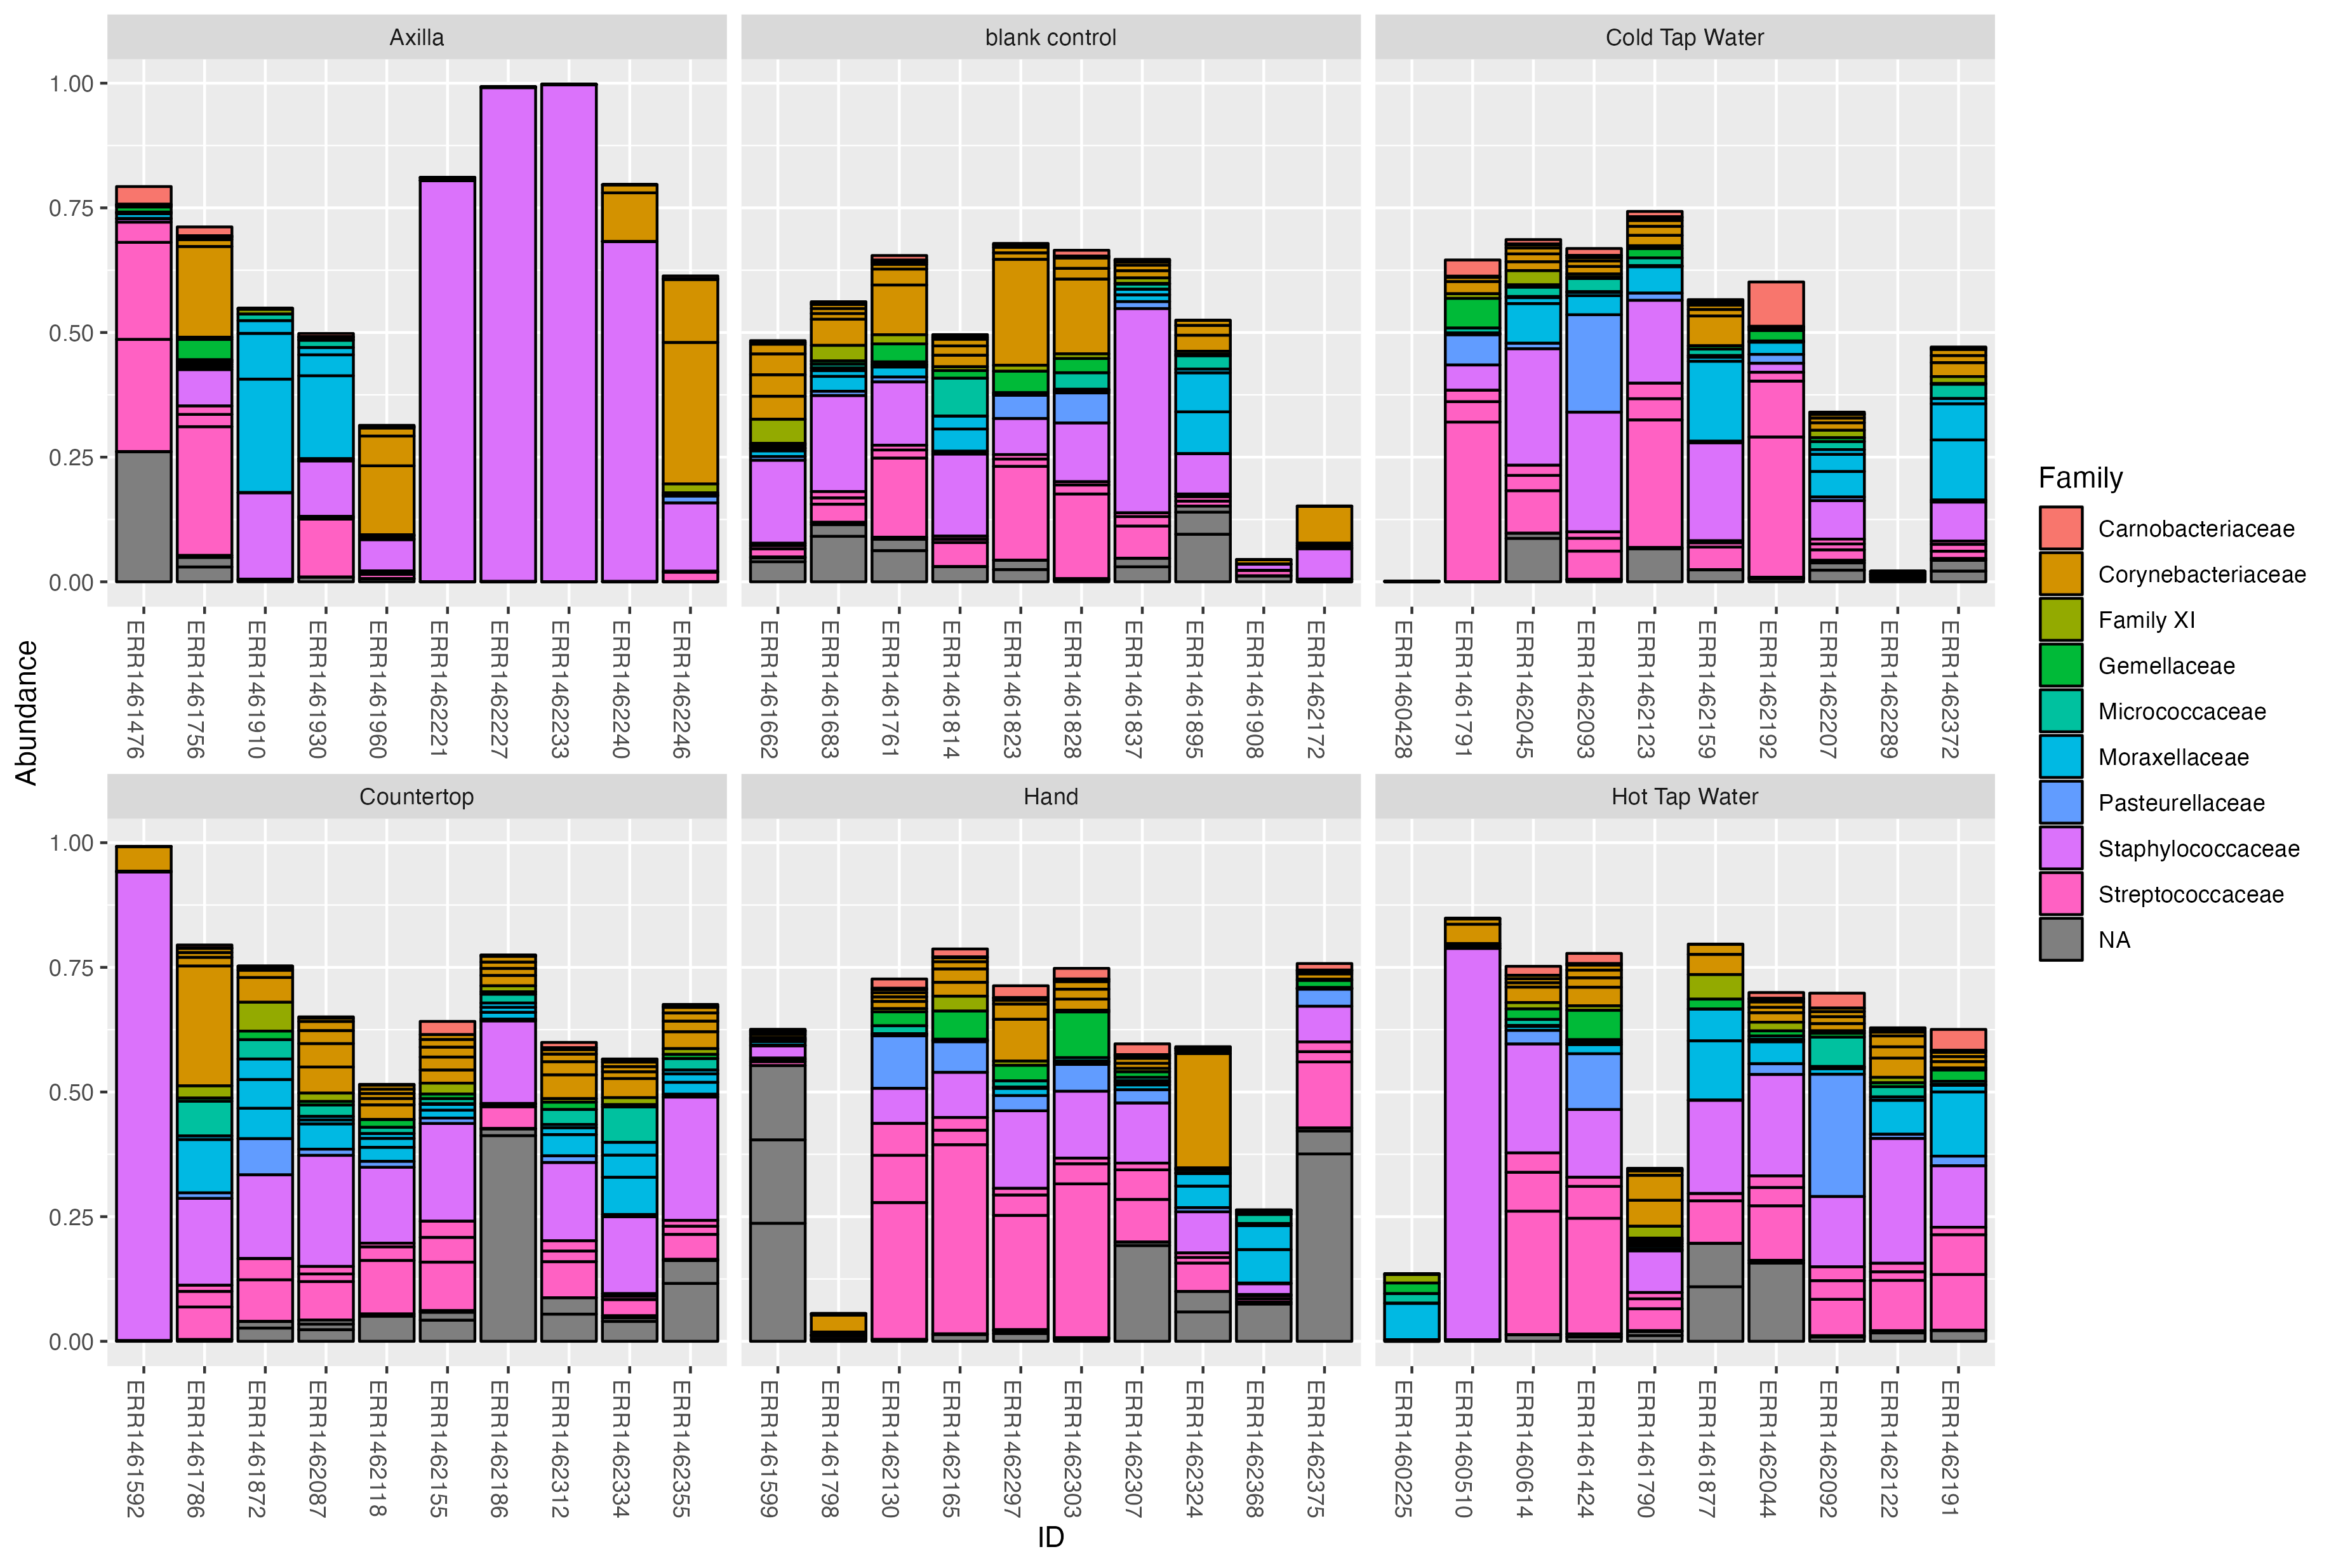 Axilla
blank control
Cold Tap Water
1.00
0.75
0.50
0.25
0.00
ERR1461476
ERR1461756
ERR1461910
ERR1461930
ERR1461960
ERR1462221
ERR1462227
ERR1462233
ERR1462240
ERR1462246
ERR1461662
ERR1461683
ERR1461761
ERR1461814
ERR1461823
ERR1461828
ERR1461837
ERR1461895
ERR1461908
ERR1462172
ERR1460428
ERR1461791
ERR1462045
ERR1462093
ERR1462123
ERR1462159
ERR1462192
ERR1462207
ERR1462289
ERR1462372
Abundance
Countertop
Hand
Hot Tap Water
1.00
0.75
0.50
0.25
0.00
ERR1461592
ERR1461786
ERR1461872
ERR1462087
ERR1462118
ERR1462155
ERR1462186
ERR1462312
ERR1462334
ERR1462355
ERR1461599
ERR1461798
ERR1462130
ERR1462165
ERR1462297
ERR1462303
ERR1462307
ERR1462324
ERR1462368
ERR1462375
ERR1460225
ERR1460510
ERR1460614
ERR1461424
ERR1461790
ERR1461877
ERR1462044
ERR1462092
ERR1462122
ERR1462191
ID
Family
Carnobacteriaceae
Corynebacteriaceae
Family XI
Gemellaceae
Micrococcaceae
Moraxellaceae
Pasteurellaceae
Staphylococcaceae
Streptococcaceae
NA